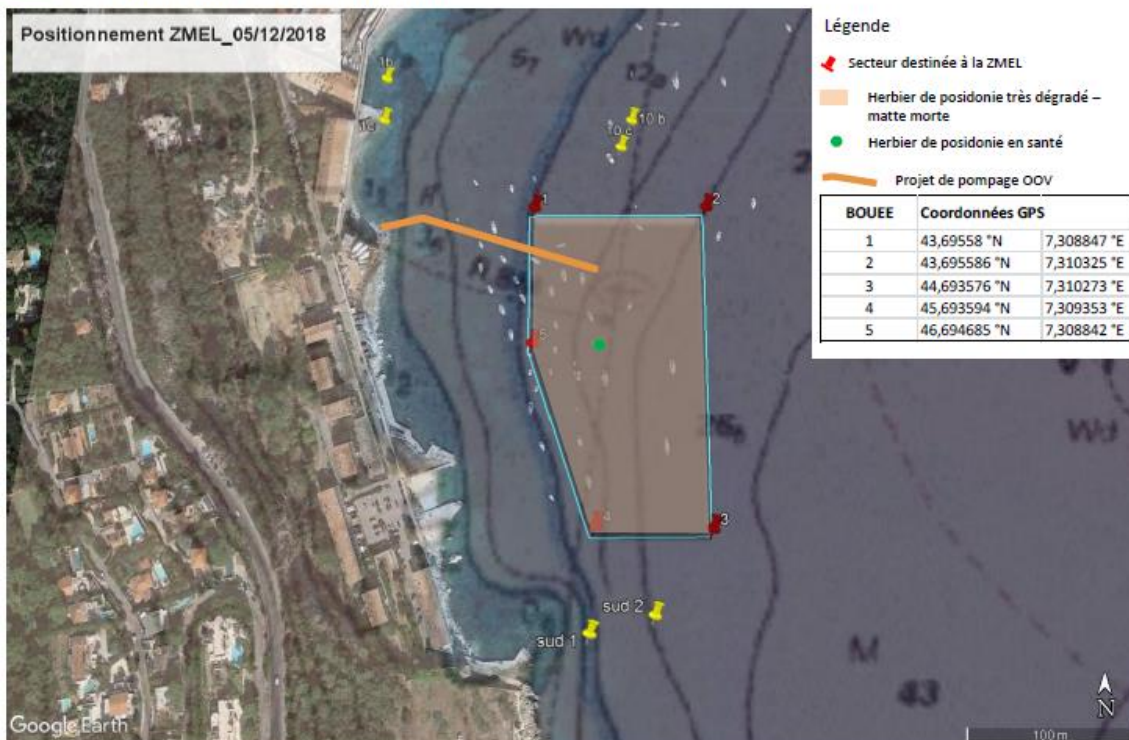 Positionnement ZMEL_05/12/2018
Légende
Secteur destinée à la ZMEL
Herbier de posidonie très dégradé –
matte morte
Herbier de posidonie en santé
Projet de pompage OOV
BOUEE Coordonnées GPS
1 43,69558 °N 7,308847 °E
2 43,695586 °N 7,310325 °E
3 44,693576 °N 7,310273 °E
4 45,693594 °N 7,309353 °E
5 46,694685 °N 7,308842 °E
1b
1c
10 b
10 c
1
2
5
4
3
sud 2
sud 1
M
43
Wd
Google Earth
N
100 m